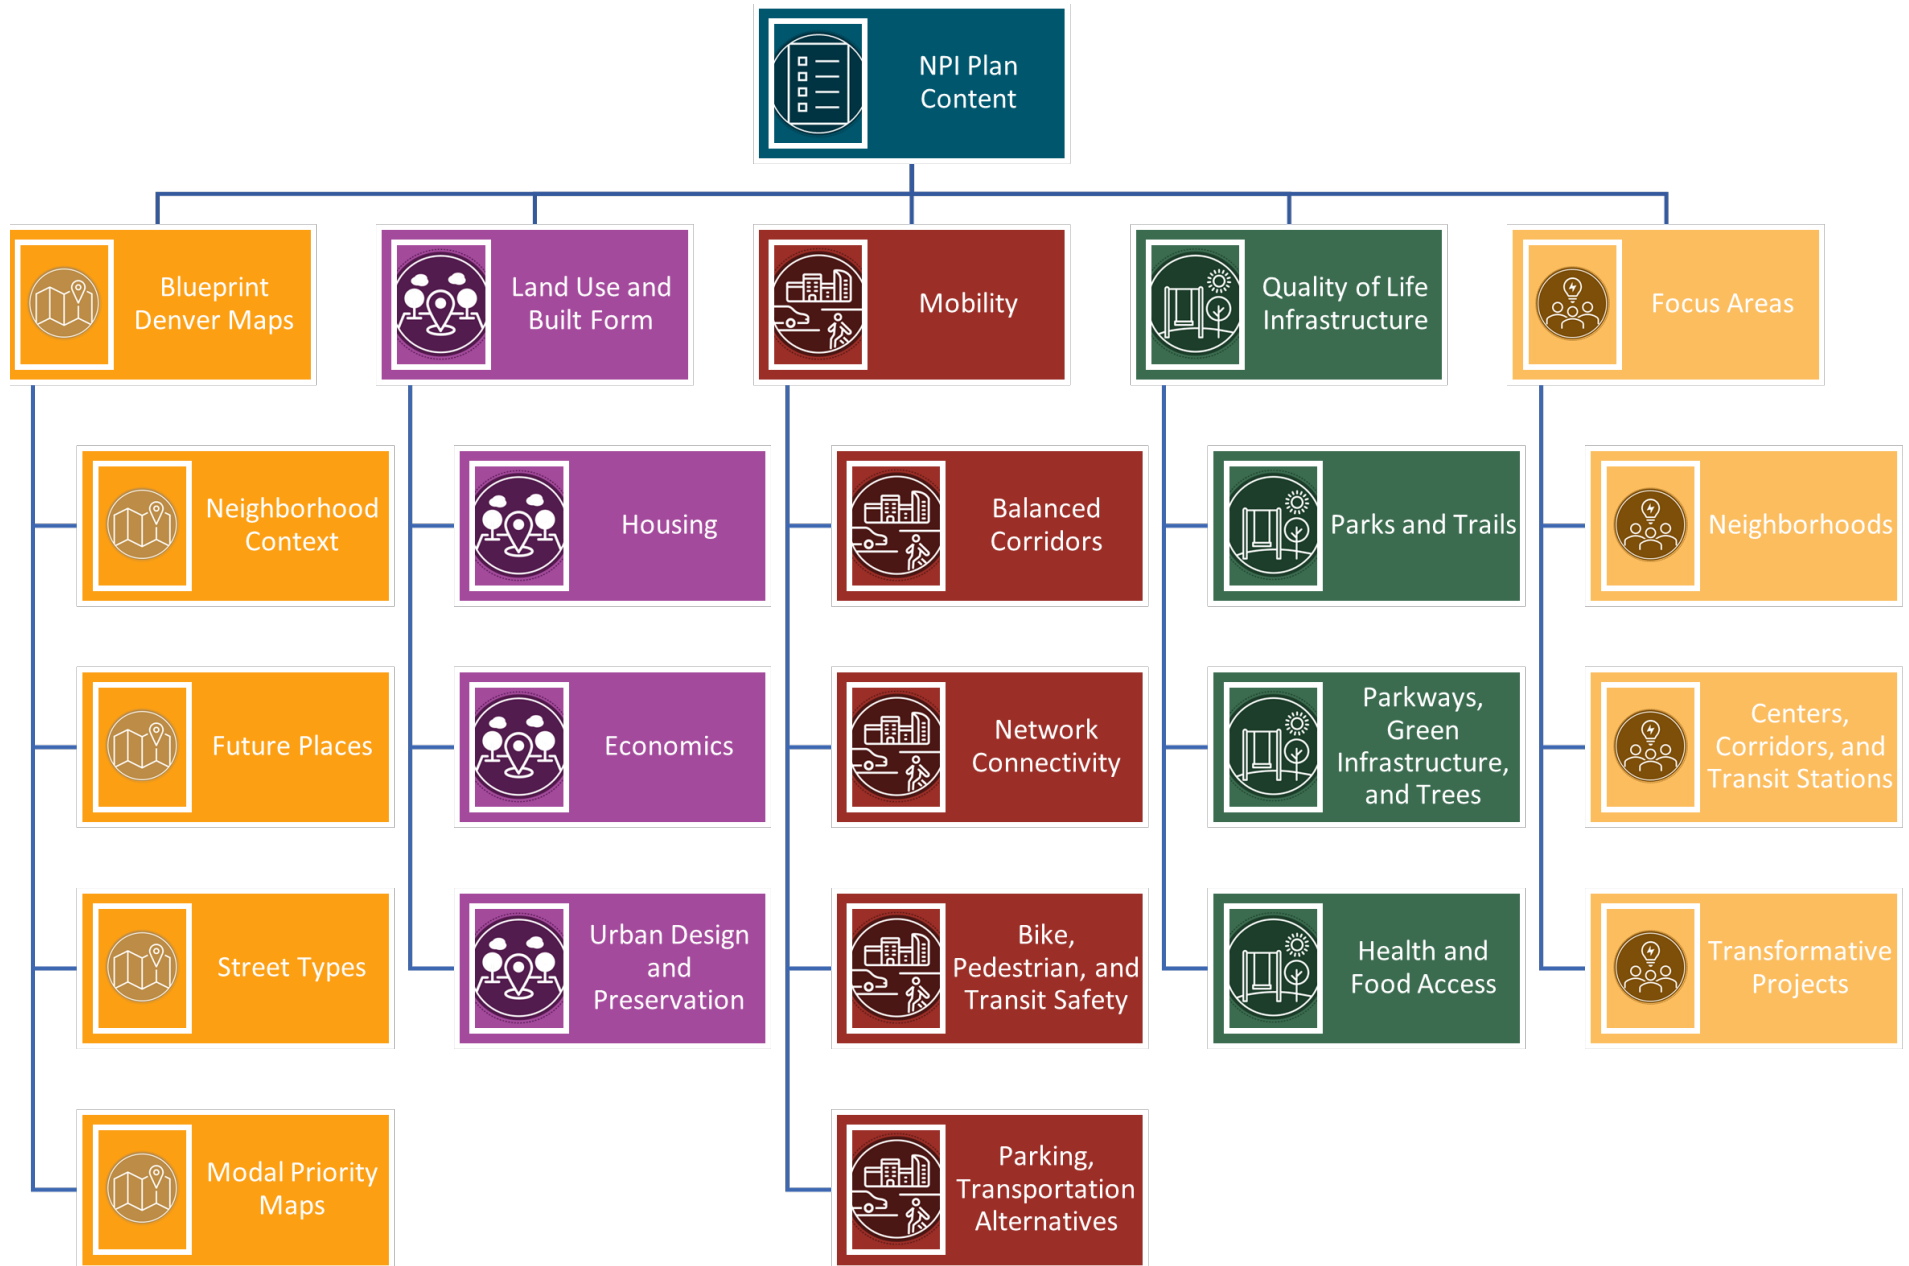 NPI Plan
Content
Blueprint
Denver Maps
Land Use and
Built Form
Mobility
Quality of Life
Infrastructure
Focus Areas
Neighborhood
Context
Housing
Balanced
Corridors
Parks and Trails
Neighborhoods
Future Places
Economics
Network
Connectivity
Parkways,
Green
Infrastructure,
and Trees
Centers,
Corridors, and
Transit Stations
Street Types
Urban Design
and
Preservation
Bike,
Pedestrian, and
Transit Safety
Health and
Food Access
Transformative
Projects
Modal Priority
Maps
Parking,
Transportation
Alternatives